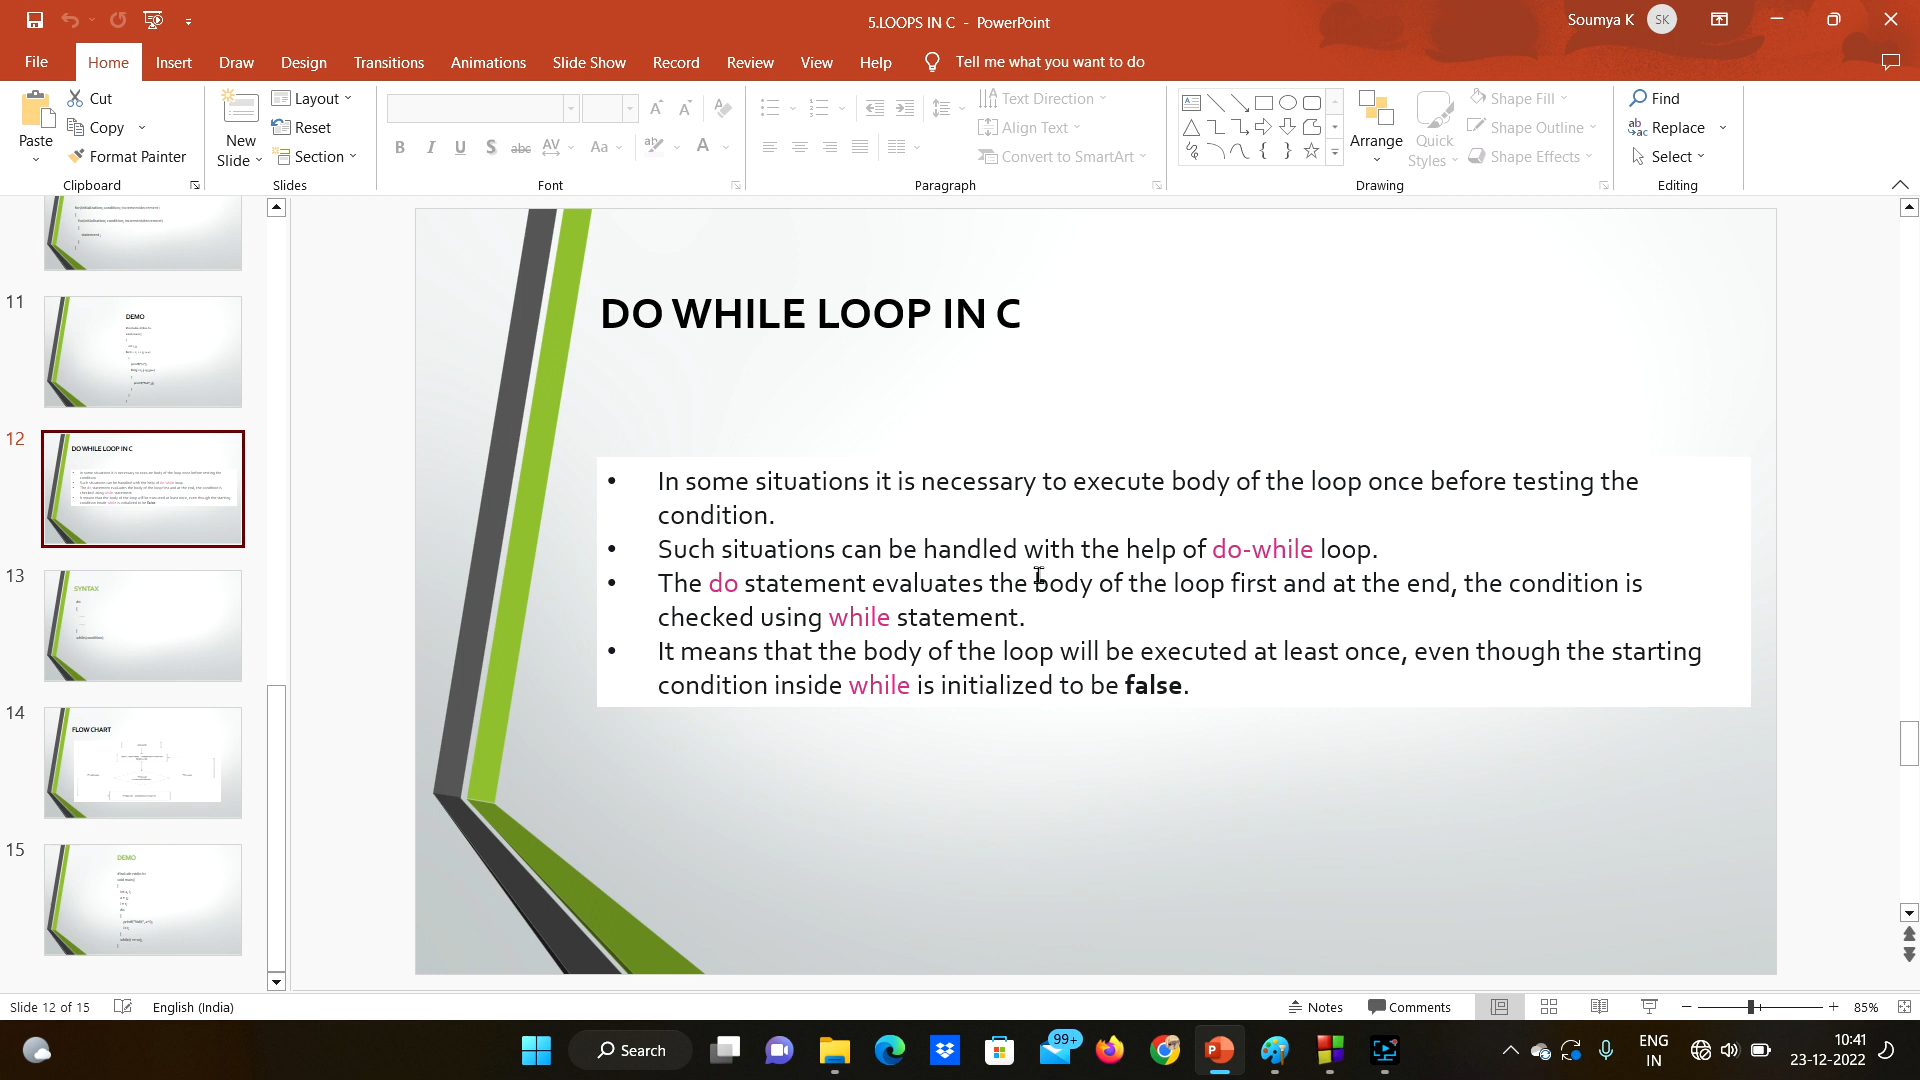 5.LOOPS IN C - PowerPoint
Soumya K
SK
File Home Insert Draw Design Transitions Animations Slide Show Record Review View Help Tell me what you want to do
Paste
Cut
Copy
Format Painter
Clipboard
New Slide
Layout
Reset
Section
Slides
B I U S abc AV Aa A
Font
Text Direction
Align Text
Convert to SmartArt
Paragraph
Arrange
Quick Styles
Shape Fill
Shape Outline
Shape Effects
Drawing
Find
Replace
Select
Editing
11
DEMO
12
DO WHILE LOOP IN C
13
SYNTAX
do
{
}
while(condition)
14
FLOW CHART
15
DEMO
DO WHILE LOOP IN C
• In some situations it is necessary to execute body of the loop once before testing the
condition.
• Such situations can be handled with the help of do-while loop.
• The do statement evaluates the body of the loop first and at the end, the condition is
checked using while statement.
• It means that the body of the loop will be executed at least once, even though the starting
condition inside while is initialized to be false.
Slide 12 of 15
English (India)
Notes
Comments
85%
Search
99+
ENG
IN
10:41
23-12-2022